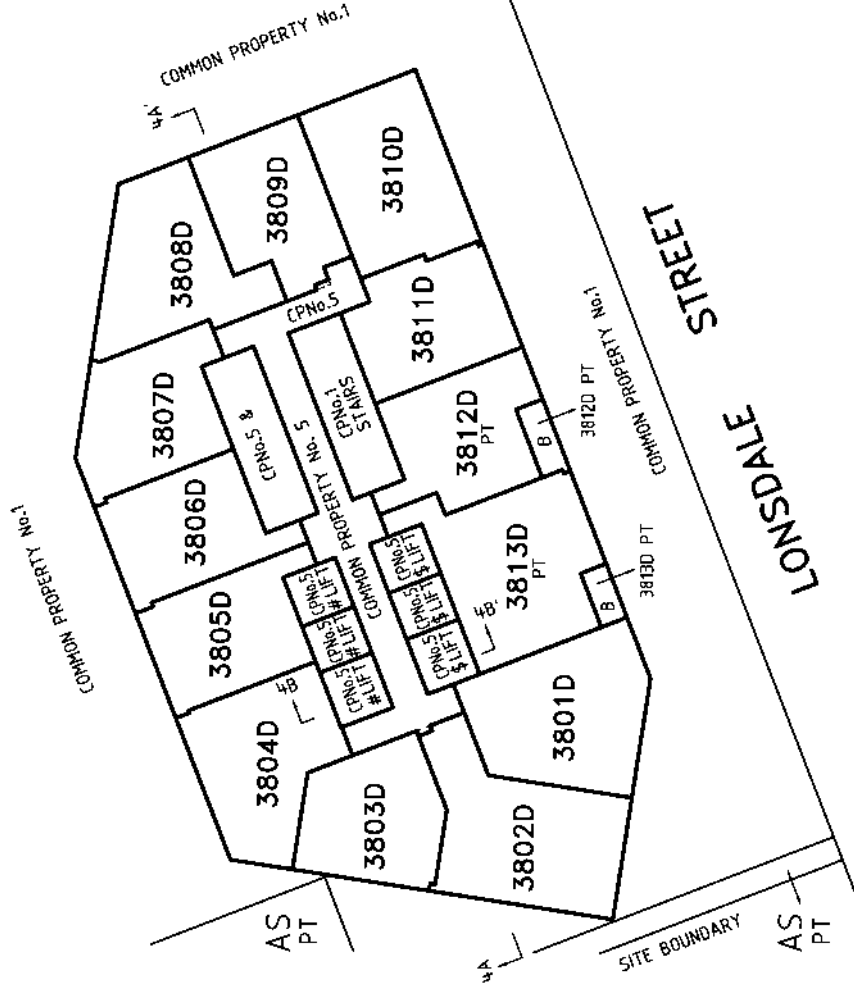 COMMON PROPERTY No.1
4A'
3808D
3809D
3810D
CPNo.5
3811D
3807D
CPNo.5 &
CPNo.1
STAIRS
COMMON PROPERTY No. 5
3812D
PT
B
3812D PT
COMMON PROPERTY No.1
LONSDALE STREET
COMMON PROPERTY No.1
3806D
3805D
CPNo.5
# LIFT
CPNo.5
# LIFT
CPNo.5
# LIFT
CPNo.5
$ LIFT
CPNo.5
$ LIFT
CPNo.5
$ LIFT
4B
4B'
3813D
PT
B
3813D PT
3804D
3803D
3802D
3801D
AS
PT
4A
SITE BOUNDARY
AS
PT